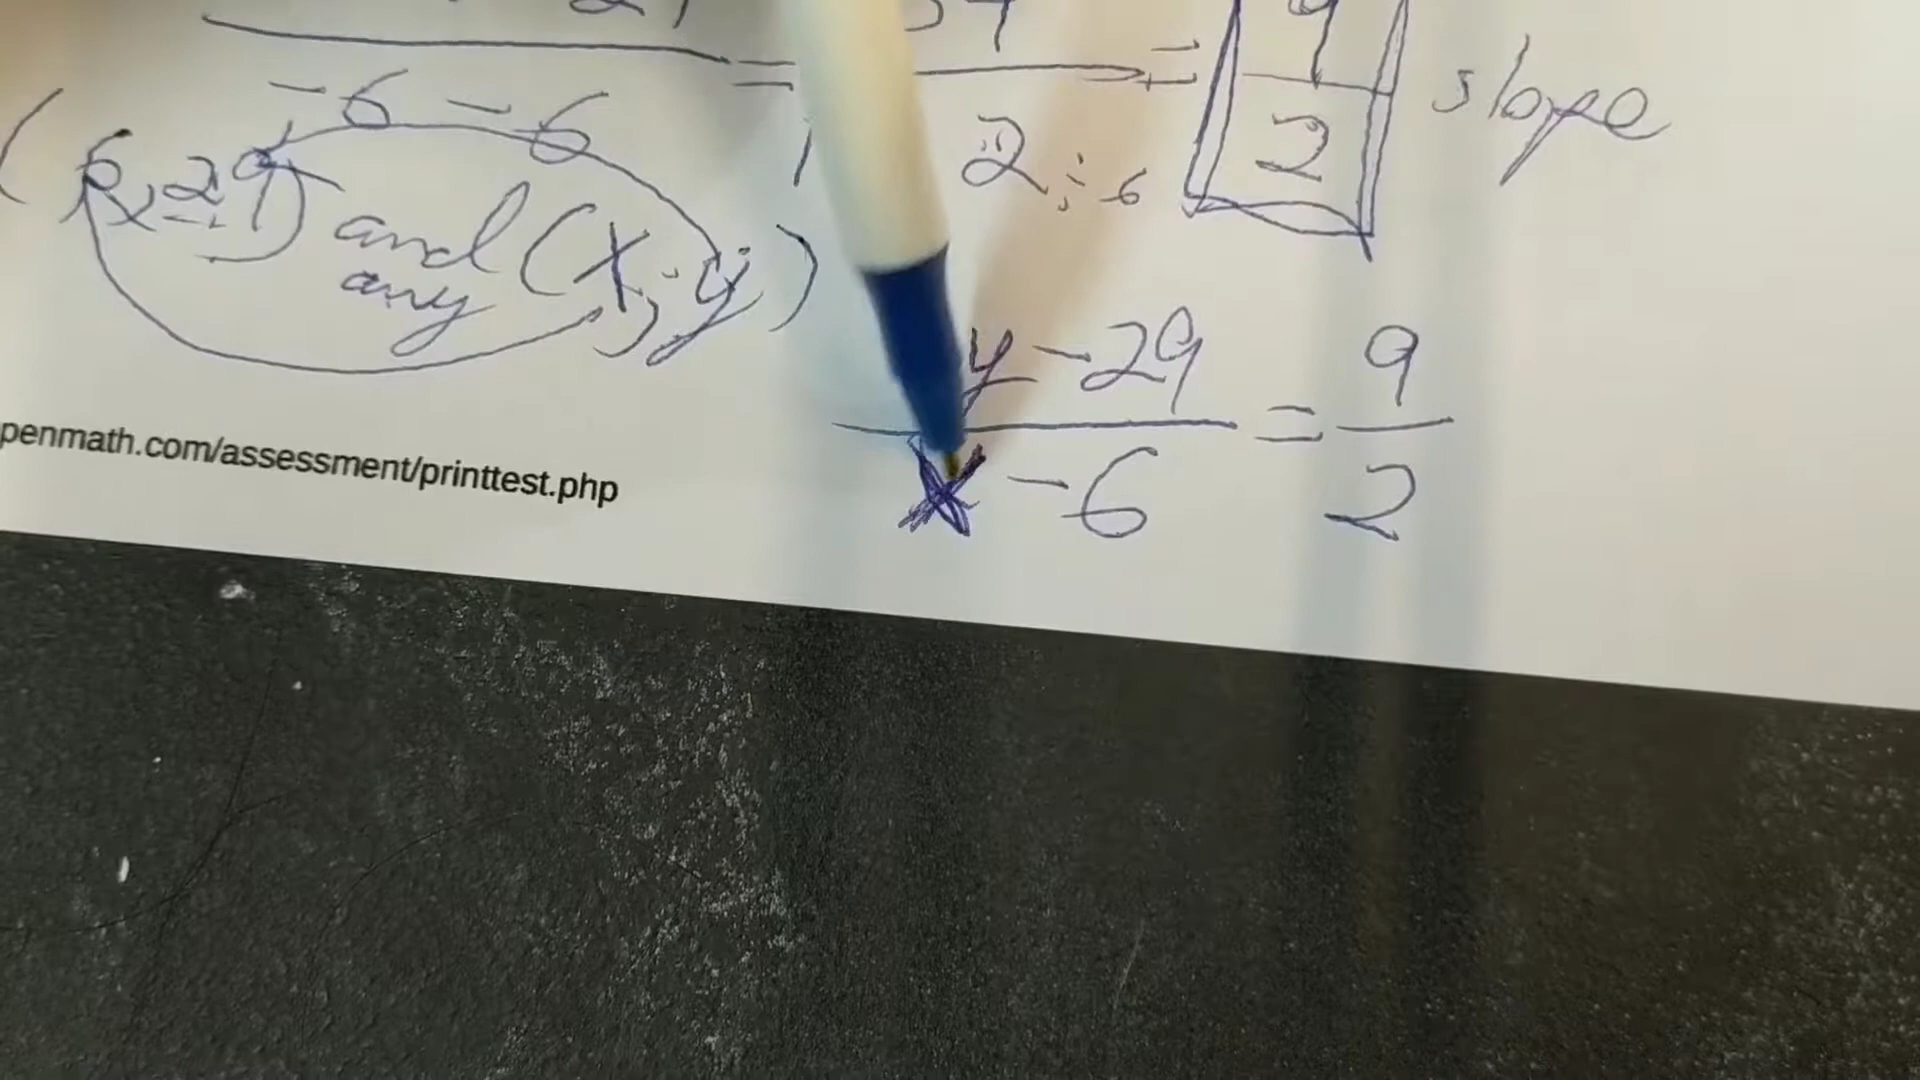 = 9
- 6 - 6 2 ÷ -6 2 slope
(6, 29) and (x, y)
any
y - 29 = 9
x - 6 2
penmath.com/assessment/printtest.php